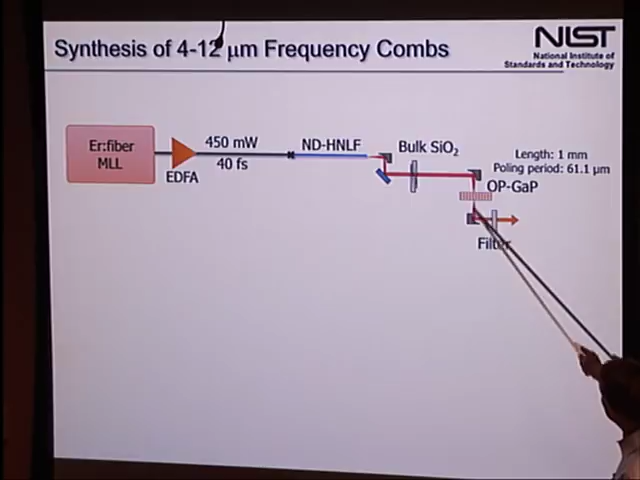 Synthesis of 4-12 μm Frequency Combs
NIST
National Institute of
Standards and Technology
Er:fiber
MLL
EDFA
450 mW
40 fs
ND-HNLF
Bulk SiO₂
Length: 1 mm
Poling period: 61.1 μm
OP-GaP
Filter